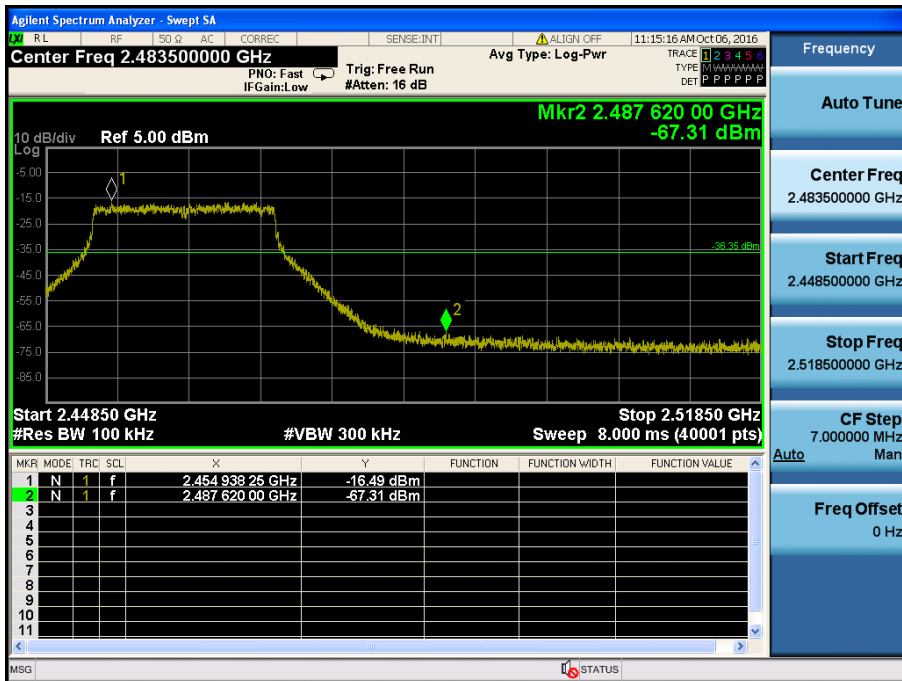 Agilent Spectrum Analyzer - Swept SA
LXI RL RF 50 Ω AC CORREC SENSE:INT ALIGN OFF 11:15:16 AM Oct 06, 2016
Center Freq 2.483500000 GHz
PNO: Fast
IFGain:Low
Trig: Free Run
#Atten: 16 dB
Avg Type: Log-Pwr
TRACE 1 2 3 4 5 6
TYPE M W W W W W
DET P P P P P P
Mkr2 2.487 620 00 GHz
-67.31 dBm
10 dB/div Ref 5.00 dBm
Log
-5.00
-15.0
-25.0
-35.0
-45.0
-55.0
-65.0
-75.0
-85.0
1
-36.35 dBm
2
Start 2.44850 GHz Stop 2.51850 GHz
#Res BW 100 kHz #VBW 300 kHz Sweep 8.000 ms (40001 pts)
MKR MODE TRC SCL X Y FUNCTION FUNCTION WIDTH FUNCTION VALUE
1 N 1 f 2.454 938 25 GHz -16.49 dBm
2 N 1 f 2.487 620 00 GHz -67.31 dBm
3
4
5
6
7
8
9
10
11
MSG STATUS
Frequency
Auto Tune
Center Freq
2.483500000 GHz
Start Freq
2.448500000 GHz
Stop Freq
2.518500000 GHz
CF Step
7.000000 MHz
Auto Man
Freq Offset
0 Hz